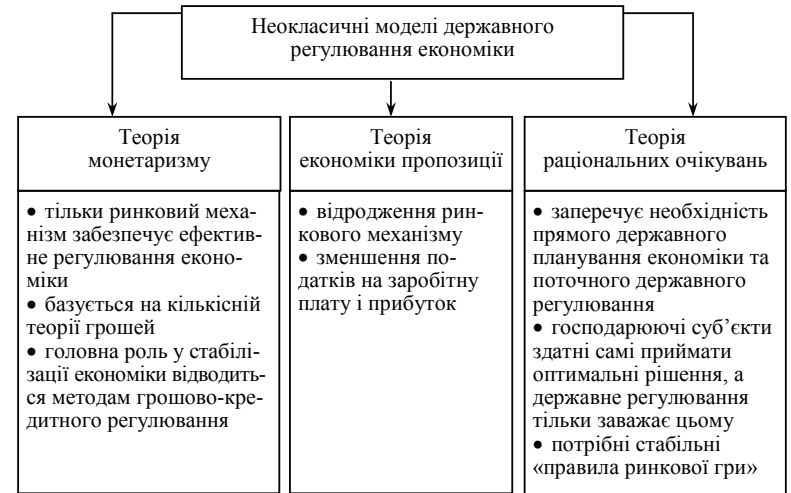 Неокласичні моделі державного
регулювання економіки
Теорія
монетаризму
• тільки ринковий меха-
нізм забезпечує ефектив-
не регулювання еконо-
міки
• базується на кількісній
теорії грошей
• головна роль у стабілі-
зації економіки відводить-
ся методам грошово-кре-
дитного регулювання
Теорія
економіки пропозиції
• відродження рин-
кового механізму
• зменшення по-
датків на заробітну
плату і прибуток
Теорія
раціональних очікувань
• заперечує необхідність
прямого державного
планування економіки та
поточного державного
регулювання
• господарюючі суб’єкти
здатні самі приймати
оптимальні рішення, а
державне регулювання
тільки заважає цьому
• потрібні стабільні
«правила ринкової гри»